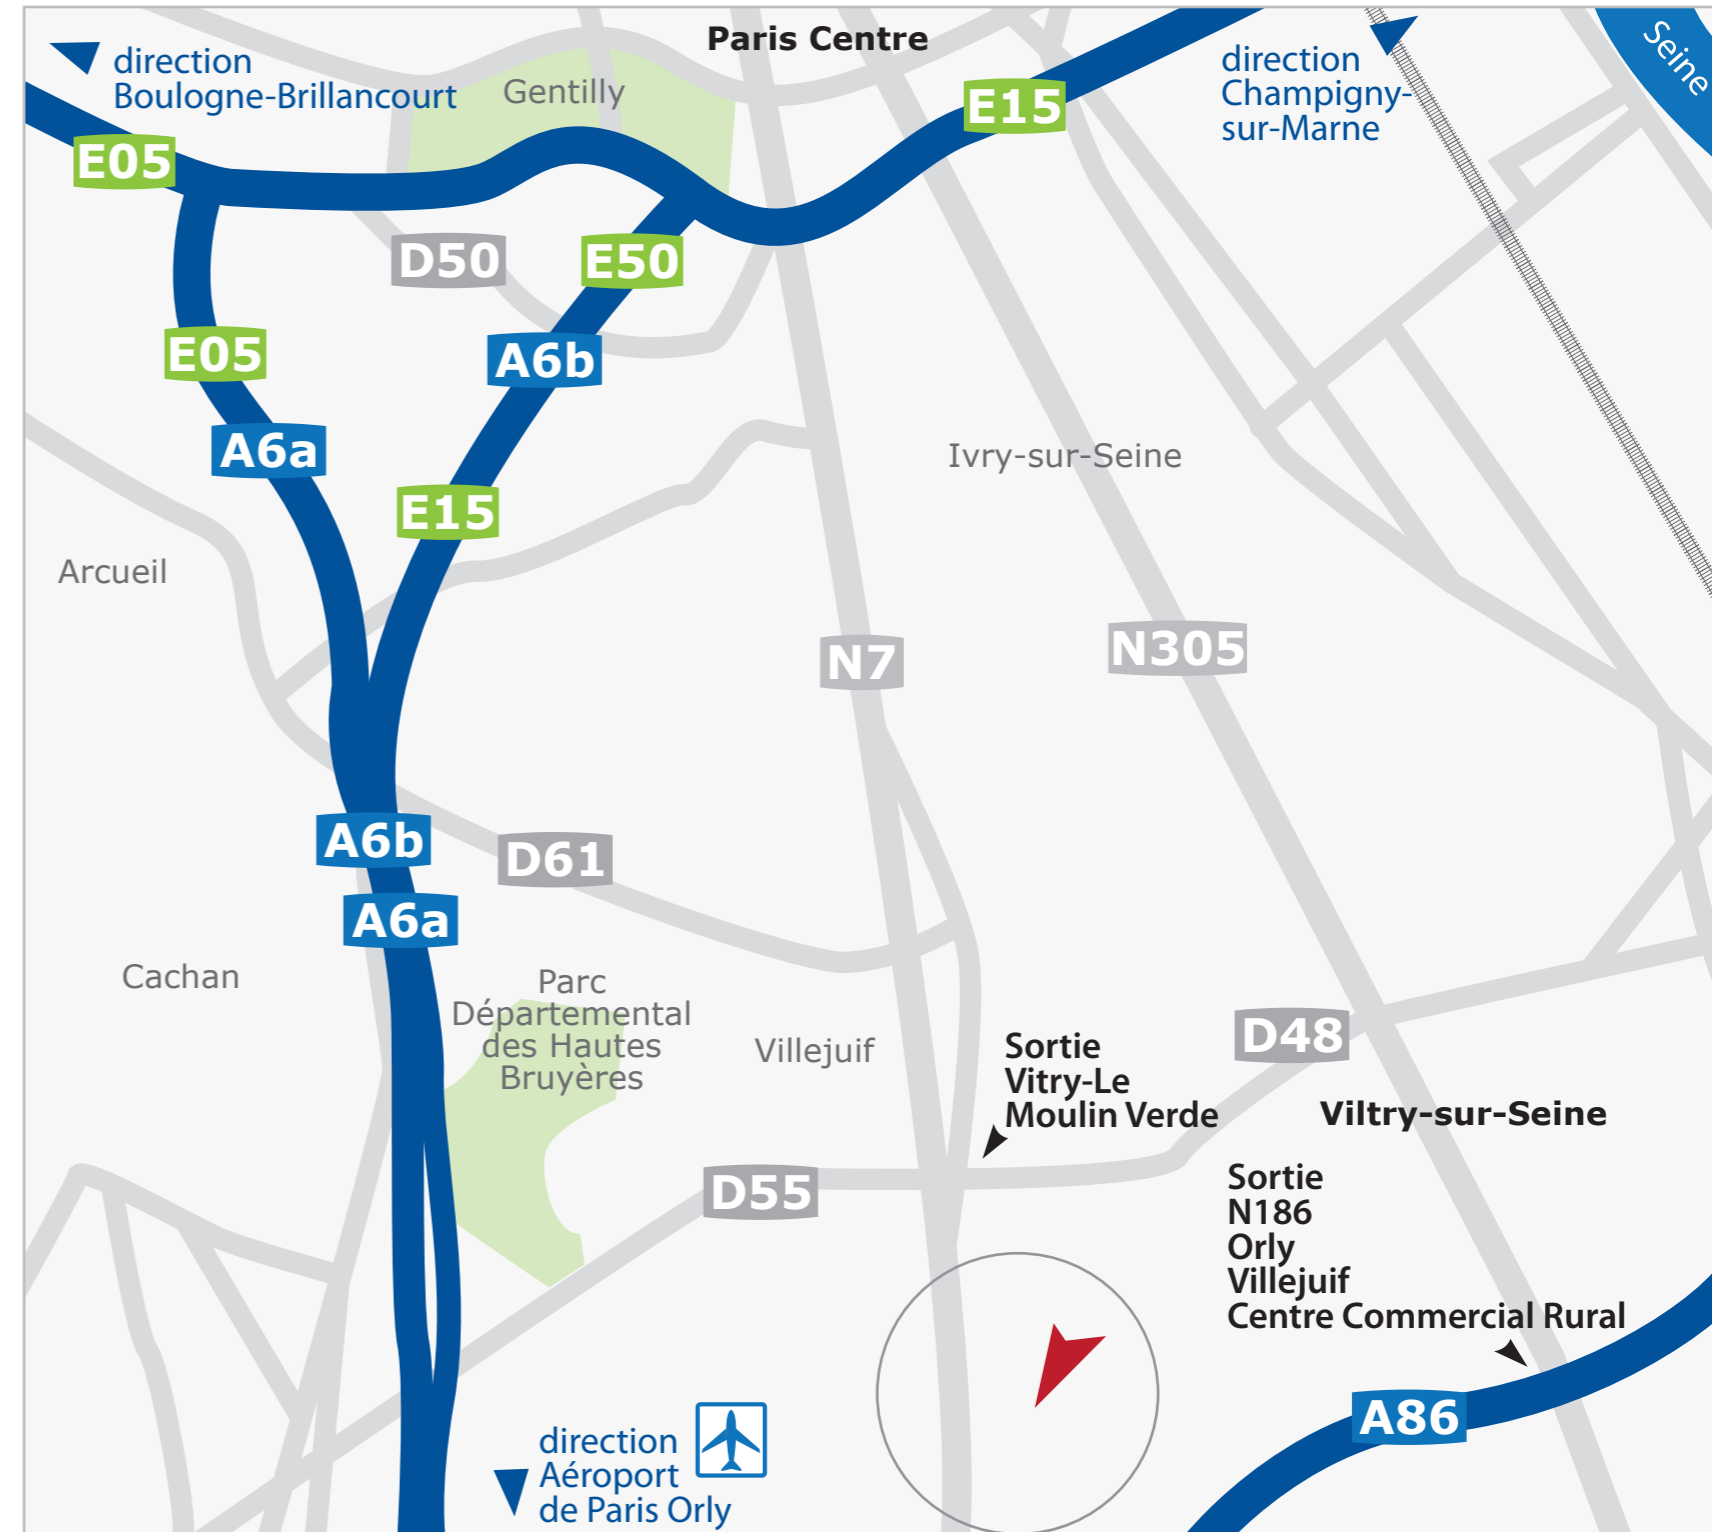 Paris Centre
Seine
direction
Boulogne-Brillancourt
Gentilly
direction
Champigny-
sur-Marne
E15
E05
D50
E50
E05
A6b
A6a
Ivry-sur-Seine
E15
Arcueil
N7
N305
A6b
D61
A6a
Cachan
Parc
Départemental
des Hautes
Bruyères
Villejuif
Sortie
Vitry-Le
Moulin Verde
D48
Viltry-sur-Seine
D55
Sortie
N186
Orly
Villejuif
Centre Commercial Rural
A86
direction
Aéroport
de Paris Orly